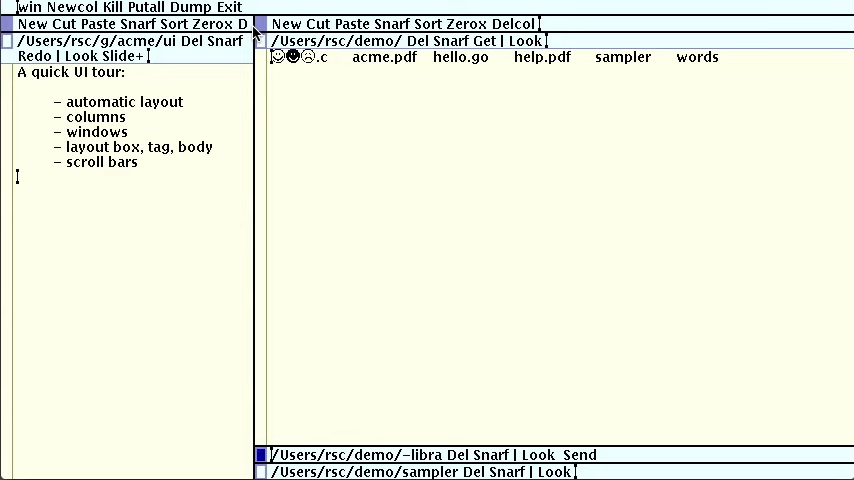 win Newcol Kill Putall Dump Exit
New Cut Paste Snarf Sort Zerox D
/Users/rsc/g/acme/ui Del Snarf
Redo | Look Slide+
A quick UI tour:
– automatic layout
– columns
– windows
– layout box, tag, body
– scroll bars
New Cut Paste Snarf Sort Zerox Delcol
/Users/rsc/demo/ Del Snarf Get | Look
☺☻☹.c acme.pdf hello.go help.pdf sampler words
/Users/rsc/demo/-libra Del Snarf | Look Send
/Users/rsc/demo/sampler Del Snarf | Look